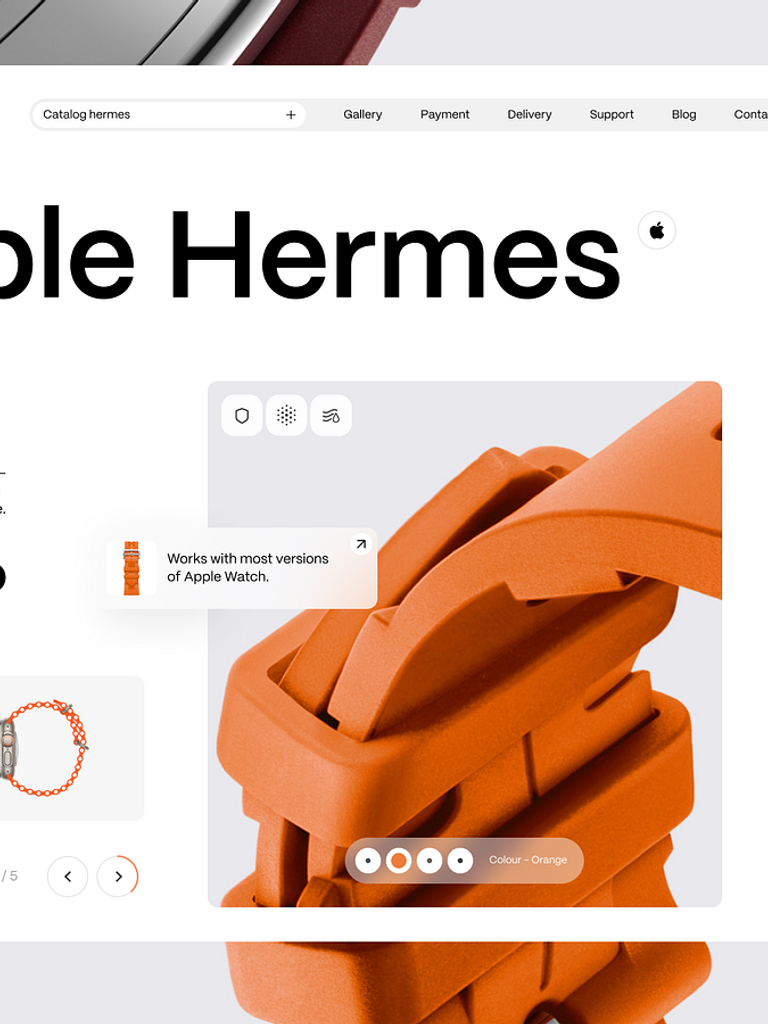 Catalog hermes
Gallery
Payment
Delivery
Support
Blog
Conta
ple Hermes
e.
Works with most versions
of Apple Watch.
/ 5
Colour - Orange